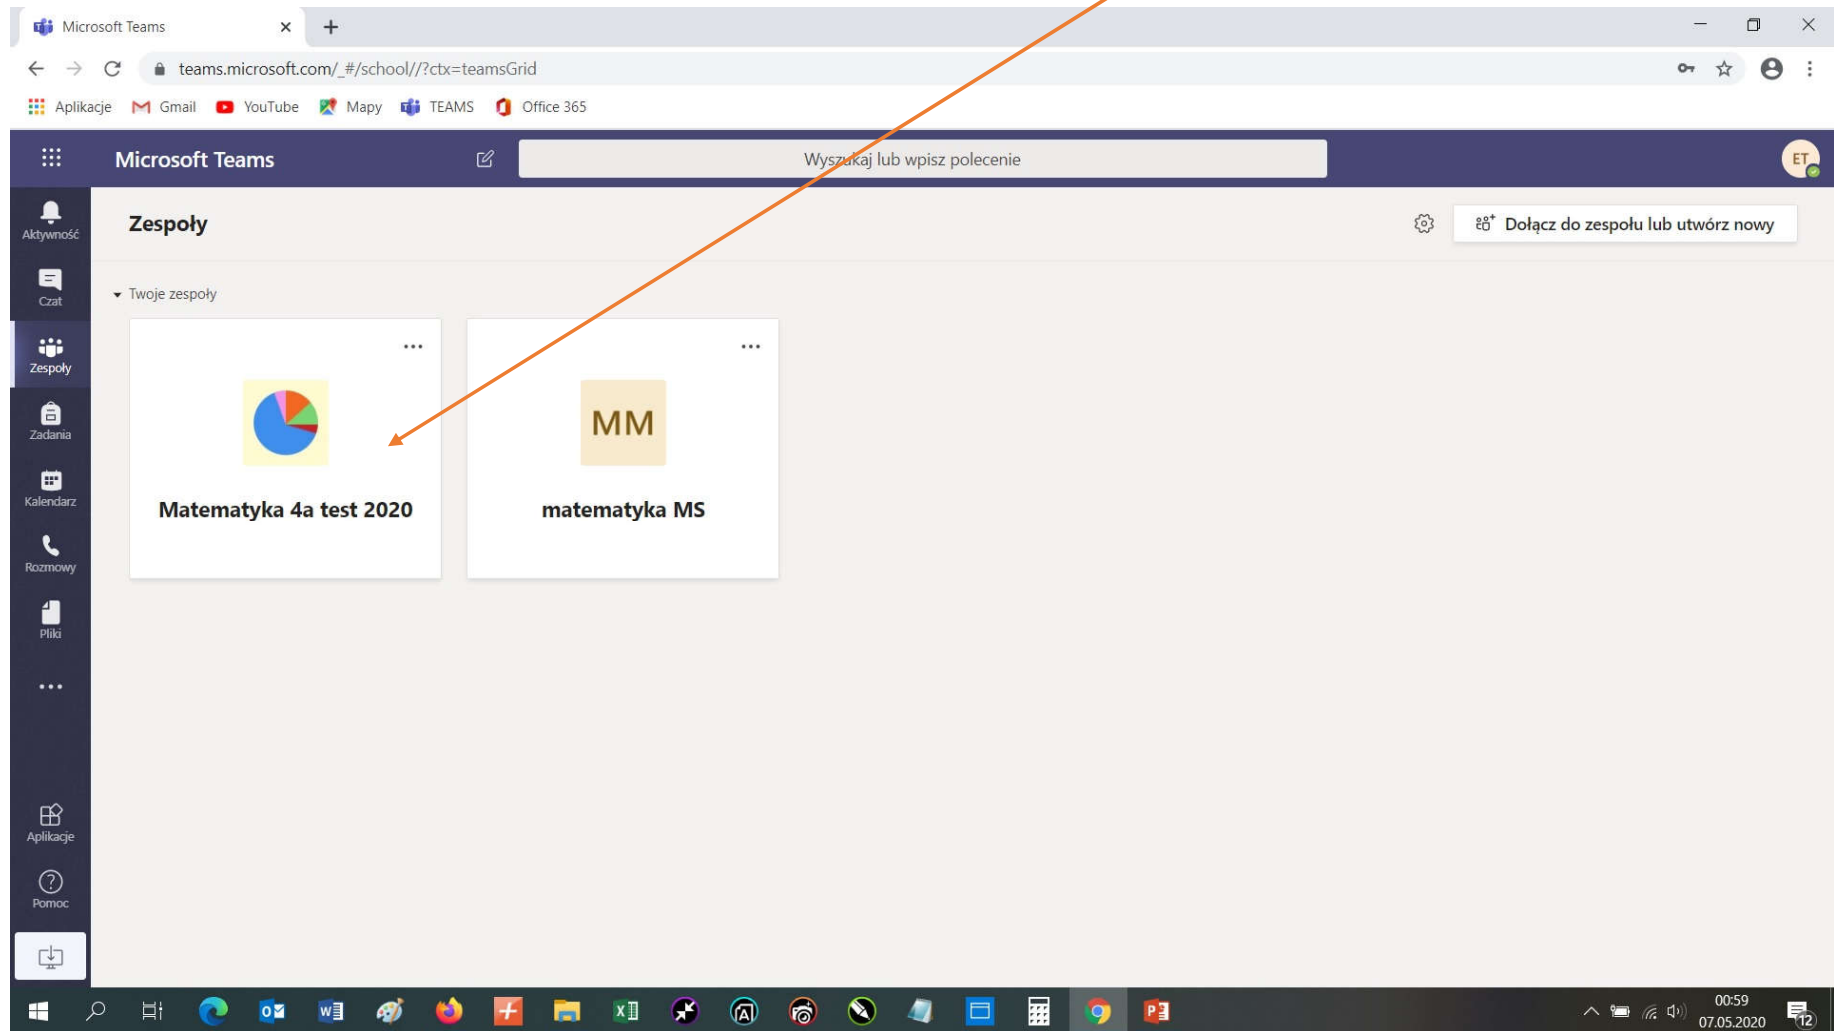 Microsoft Teams
teams.microsoft.com/_#/school//?ctx=teamsGrid
Aplikacje Gmail YouTube Mapy TEAMS Office 365
Microsoft Teams Wyszukaj lub wpisz polecenie ET
Aktywność
Zespoły Dołącz do zespołu lub utwórz nowy
Czat
Twoje zespoły
Zespoły
MM
Zadania
Kalendarz
Matematyka 4a test 2020 matematyka MS
Rozmowy
Pliki
Aplikacje
Pomoc
00:59
07.05.2020
12